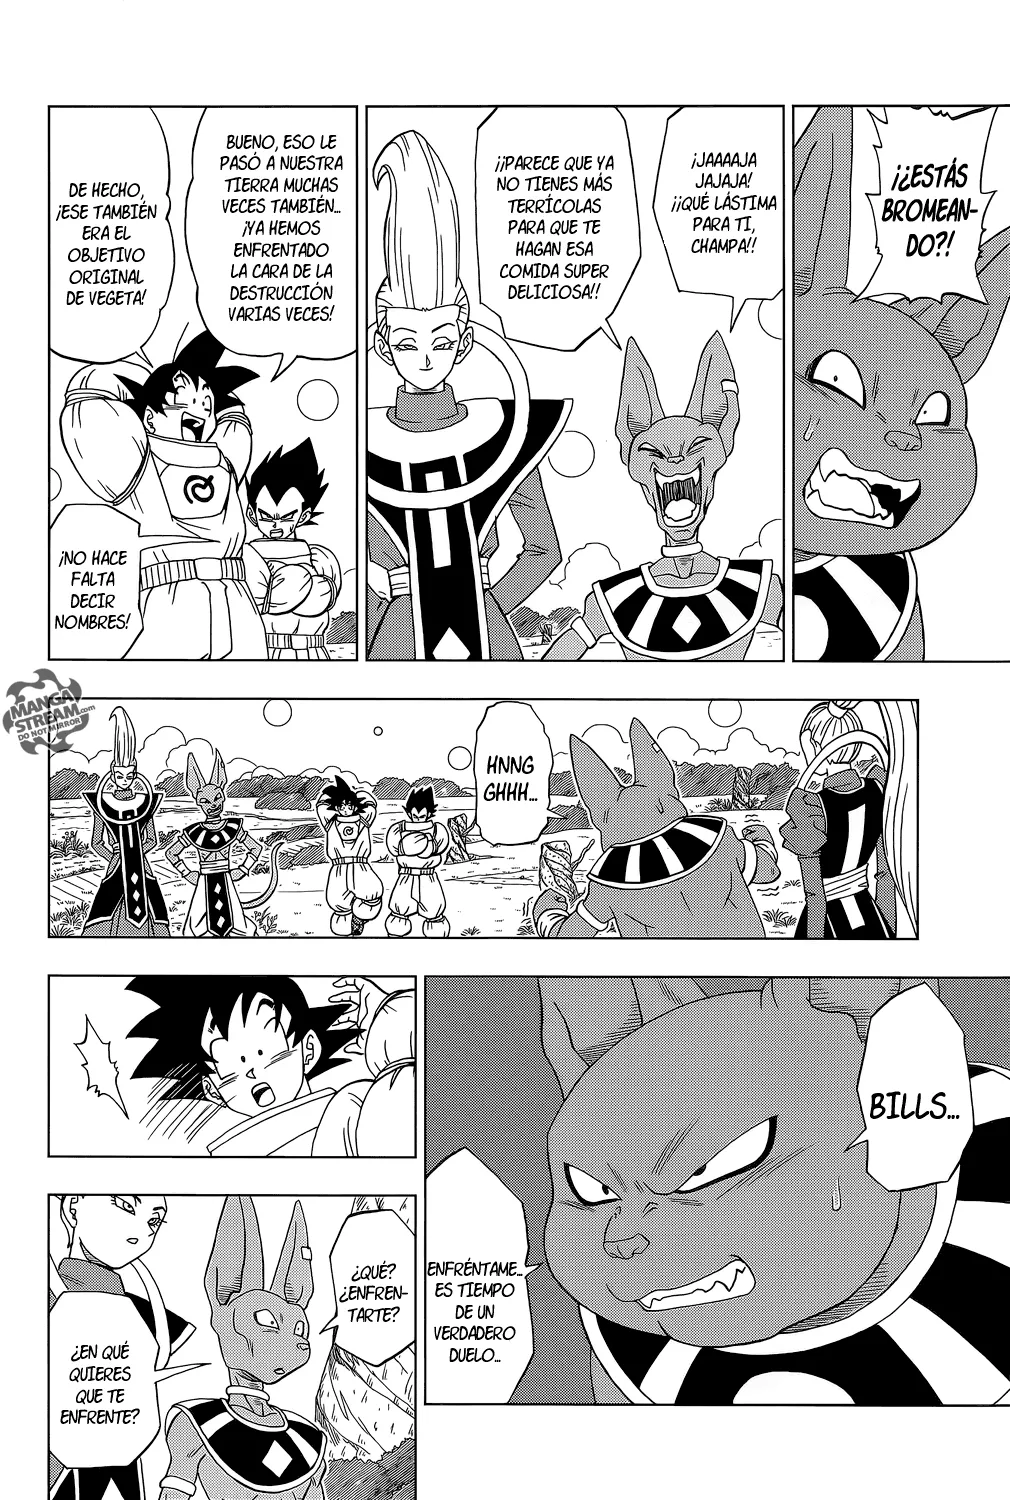 ¡¿ESTÁS
BROMEAN-
DO?!
¡JAAAAJA
JAJAJA!
¡¡QUÉ LÁSTIMA
PARA TI,
CHAMPA!!
¡¡PARECE QUE YA
NO TIENES MÁS
TERRÍCOLAS
PARA QUE TE
HAGAN ESA
COMIDA SUPER
DELICIOSA!!
BUENO, ESO LE
PASÓ A NUESTRA
TIERRA MUCHAS
VECES TAMBIÉN...
¡YA HEMOS
ENFRENTADO
LA CARA DE LA
DESTRUCCIÓN
VARIAS VECES!
DE HECHO,
¡ESE TAMBIÉN
ERA EL
OBJETIVO
ORIGINAL
DE VEGETA!
¡NO HACE
FALTA
DECIR
NOMBRES!
MANGA
STREAM.com
DO NOT MIRROR
HNNG
GHHH...
BILLS...
ENFRÉNTAME...
ES TIEMPO
DE UN
VERDADERO
DUELO...
¿QUÉ?
¿ENFREN-
TARTE?
¿EN QUÉ
QUIERES
QUE TE
ENFRENTE?